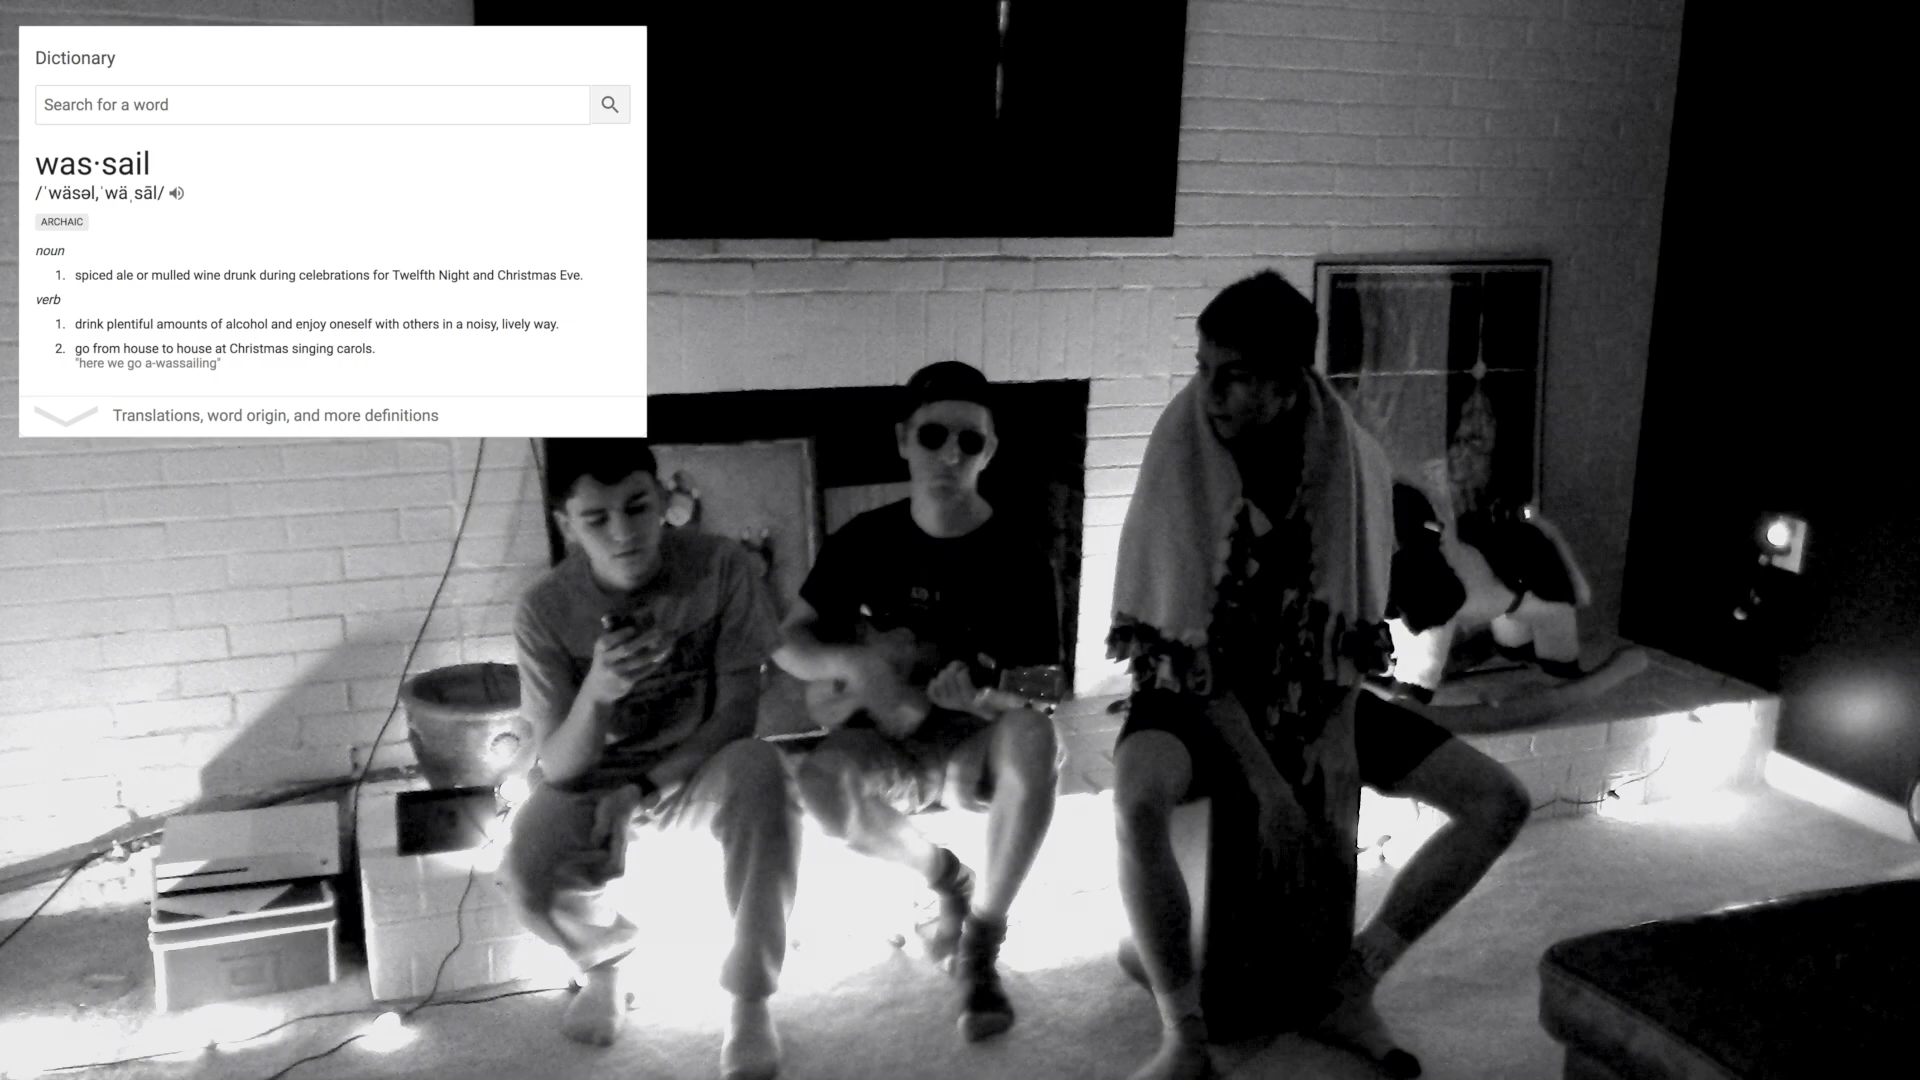 Dictionary
Search for a word
was·sail
/ˈwäsəl,ˈwäˌsāl/
ARCHAIC
noun
1. spiced ale or mulled wine drunk during celebrations for Twelfth Night and Christmas Eve.
verb
1. drink plentiful amounts of alcohol and enjoy oneself with others in a noisy, lively way.
2. go from house to house at Christmas singing carols.
"here we go a-wassailing"
Translations, word origin, and more definitions